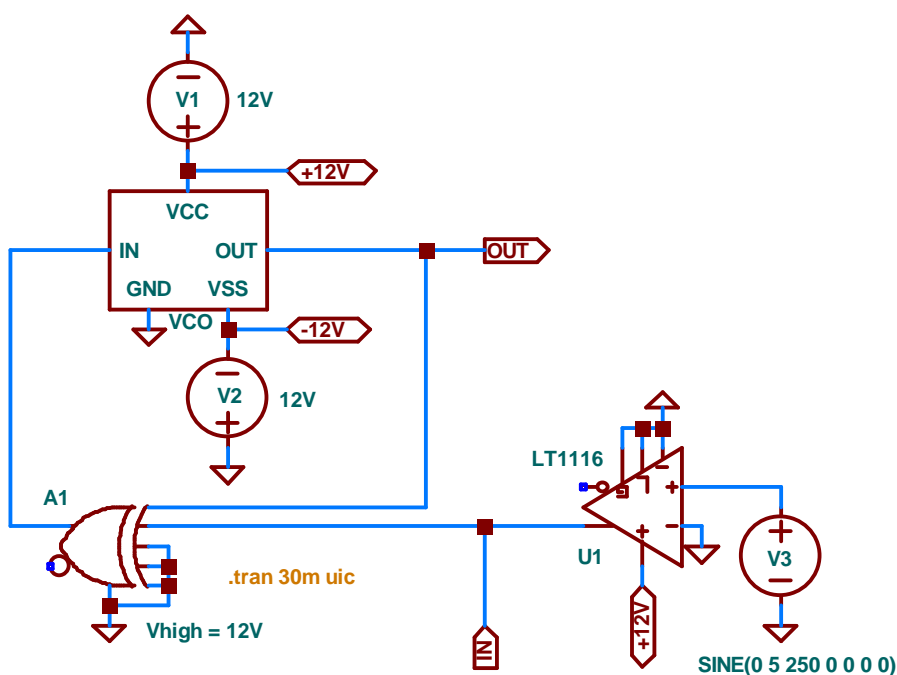 V1 12V
+12V
VCC
IN OUT
OUT
GND VSS
VCO
-12V
V2 12V
LT1116
A1
U1
V3
.tran 30m uic
+12V
Vhigh = 12V
IN
SINE(0 5 250 0 0 0 0)